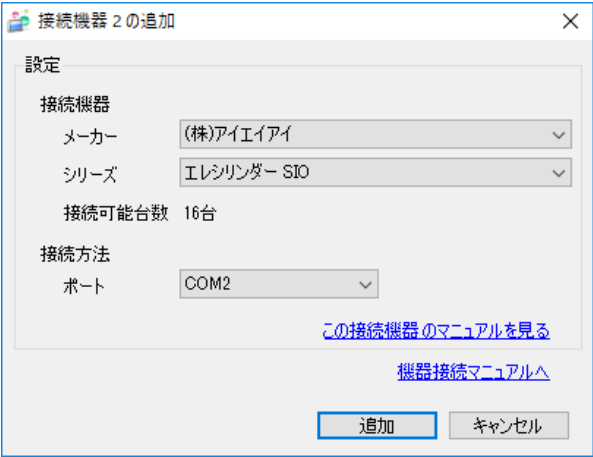 接続機器 2 の追加
設定
接続機器
メーカー (株)アイエイアイ
シリーズ エレシリンダー SIO
接続可能台数 16台
接続方法
ポート COM2
この接続機器のマニュアルを見る
機器接続マニュアルへ
追加 キャンセル